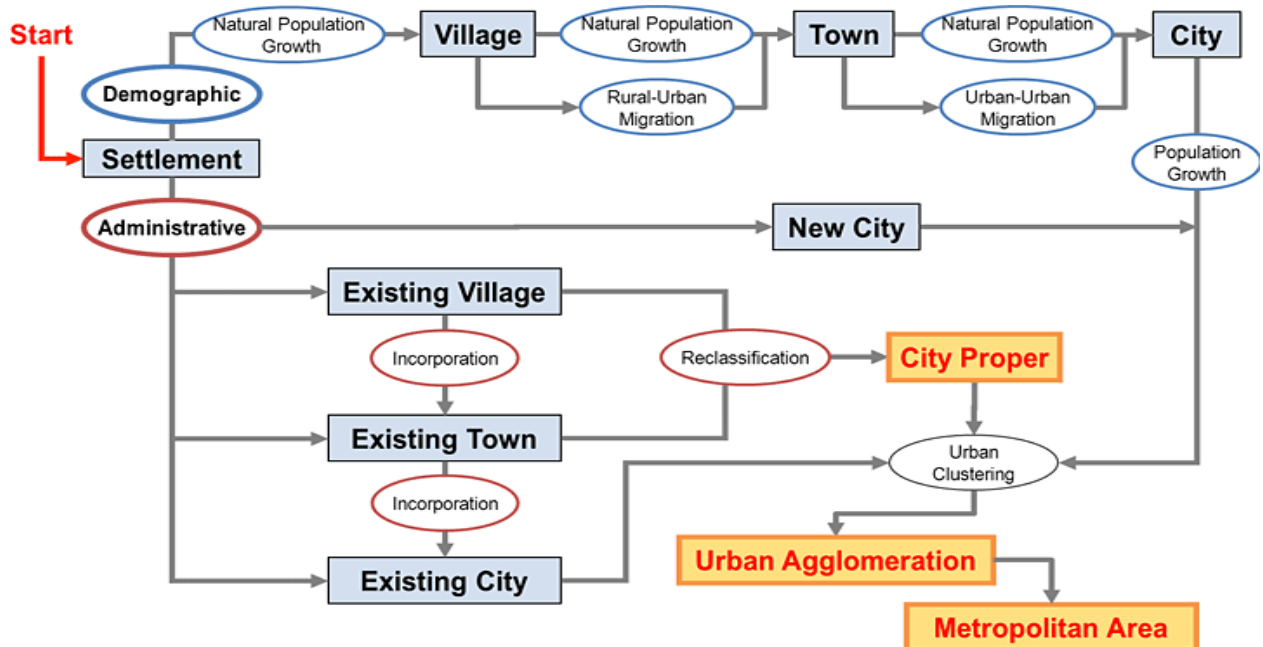 Start
Natural Population
Growth
Village
Natural Population
Growth
Town
Natural Population
Growth
City
Demographic
Rural-Urban
Migration
Urban-Urban
Migration
Settlement
Population
Growth
Administrative
New City
Existing Village
Incorporation
Reclassification
City Proper
Existing Town
Urban
Clustering
Incorporation
Urban Agglomeration
Existing City
Metropolitan Area